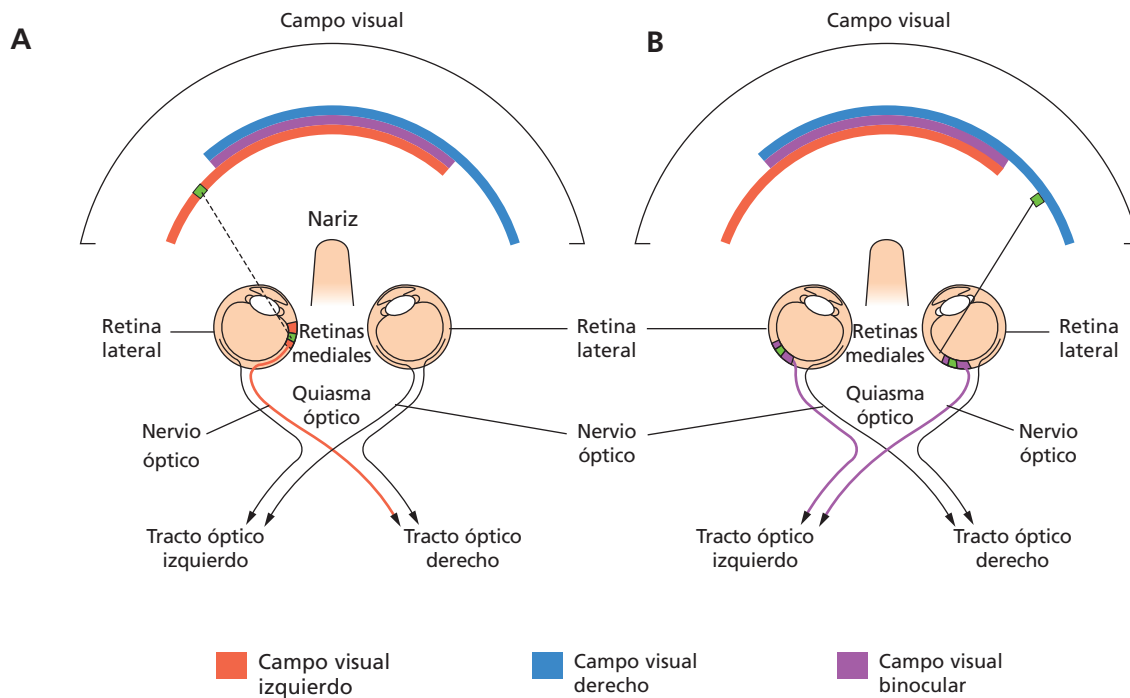 A
Campo visual
Nariz
Retina
lateral
Retinas
mediales
Quiasma
óptico
Nervio
óptico
Tracto óptico
izquierdo
Tracto óptico
derecho
Retina
lateral
Nervio
óptico
B
Campo visual
Retinas
mediales
Retina
lateral
Quiasma
óptico
Nervio
óptico
Tracto óptico
izquierdo
Tracto óptico
derecho
Campo visual
izquierdo
Campo visual
derecho
Campo visual
binocular